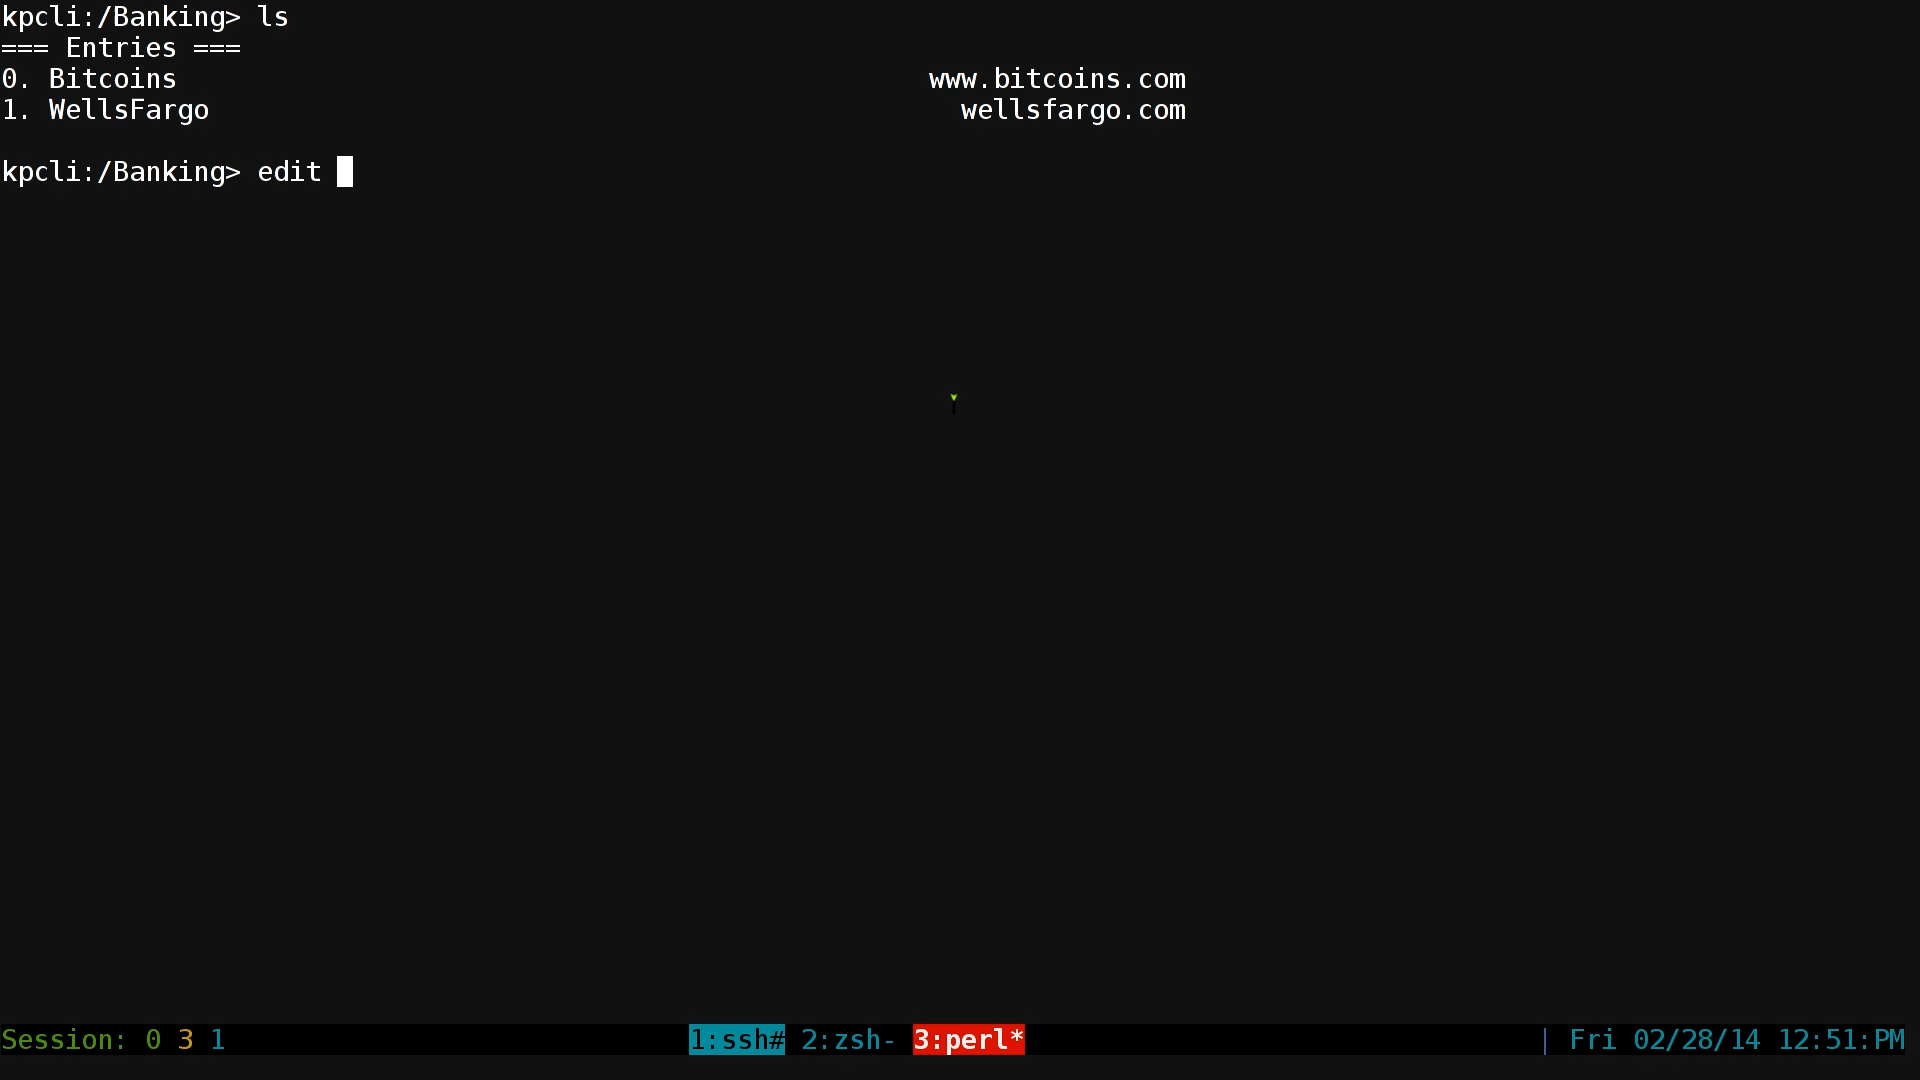 kpcli:/Banking> ls
=== Entries ===
0. Bitcoins www.bitcoins.com
1. WellsFargo wellsfargo.com
kpcli:/Banking> edit
Session: 0 3 1 1:ssh# 2:zsh- 3:perl* | Fri 02/28/14 12:51:PM